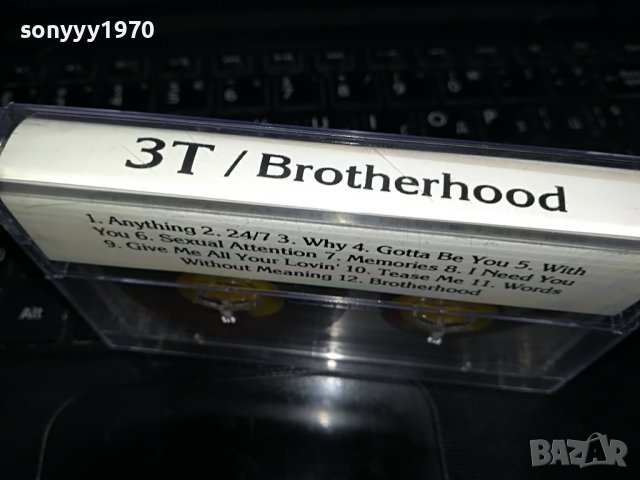 sonyyy1970
3T / Brotherhood
1. Anything 2. 24/7 3. Why 4. Gotta Be You 5. With
You 6. Sexual Attention 7. Memories 8. I Need You
9. Give Me All Your Lovin' 10. Tease Me 11. Words
Without Meaning 12. Brotherhood
Alt
BAZAR